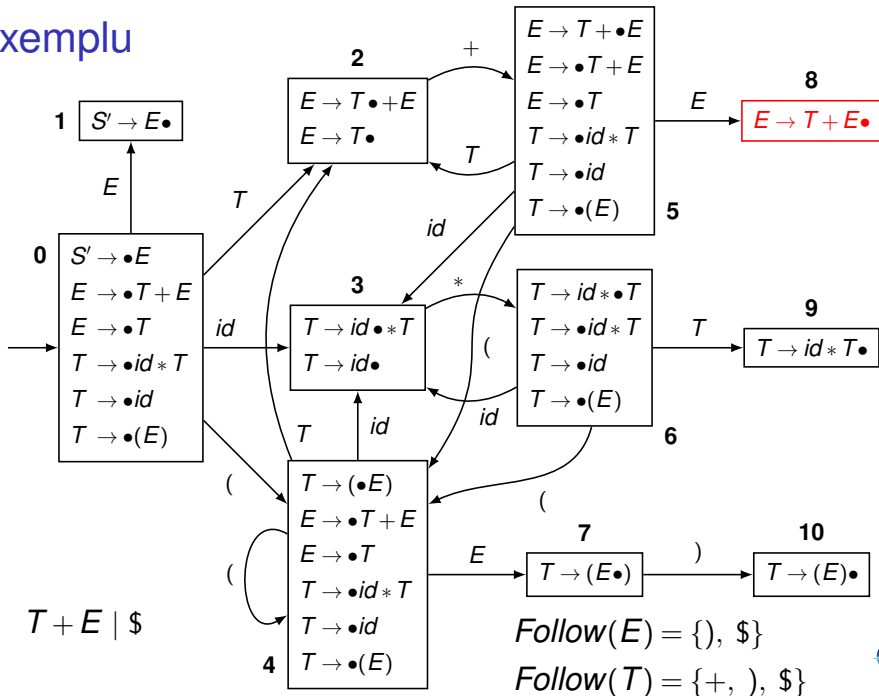 xemplu
1
S′ → E•
E
0
S′ → •E
E → •T + E
E → •T
T → •id * T
T → •id
T → •(E)
T
id
(
2
E → T• + E
E → T•
+
T
5
E → T + •E
E → •T + E
E → •T
T → •id * T
T → •id
T → •(E)
E
8
E → T + E•
id
(
3
T → id• * T
T → id•
*
id
6
T → id * •T
T → •id * T
T → •id
T → •(E)
T
9
T → id * T•
(
T
id
4
T → (•E)
E → •T + E
E → •T
T → •id * T
T → •id
T → •(E)
(
E
7
T → (E•)
)
10
T → (E)•
T + E | $
Follow(E) = {), $}
Follow(T) = {+, ), $}